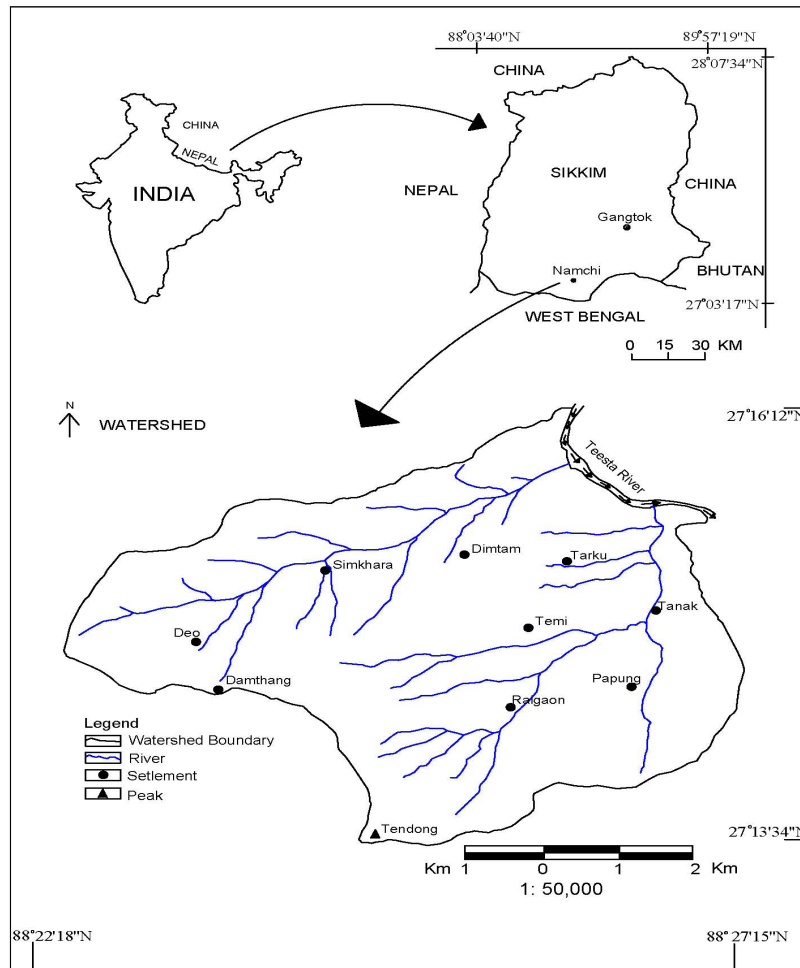 88°03'40"N
89°57'19"N
28°07'34"N
CHINA
CHINA
NEPAL
INDIA
NEPAL
SIKKIM
CHINA
Gangtok
Namchi
BHUTAN
27°03'17"N
WEST BENGAL
0 15 30 KM
N
WATERSHED
27°16'12"N
Teesta River
Dimtam
Tarku
Simkhara
Tanak
Temi
Deo
Papung
Damthang
Ralgaon
Legend
Watershed Boundary
River
Setlement
Peak
Tendong
27°13'34"N
Km 1 0 1 2 Km
1: 50,000
88°22'18"N
88°27'15"N